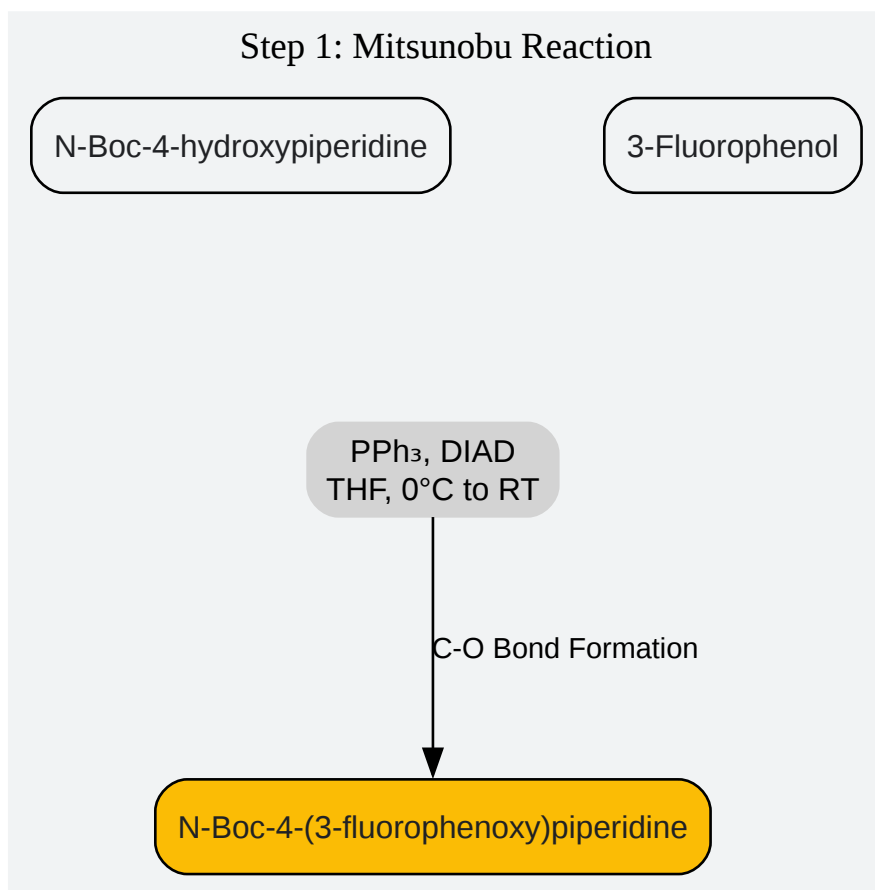 Step 1: Mitsunobu Reaction
N-Boc-4-hydroxypiperidine
3-Fluorophenol
PPh₃, DIAD
THF, 0°C to RT
C-O Bond Formation
N-Boc-4-(3-fluorophenoxy)piperidine